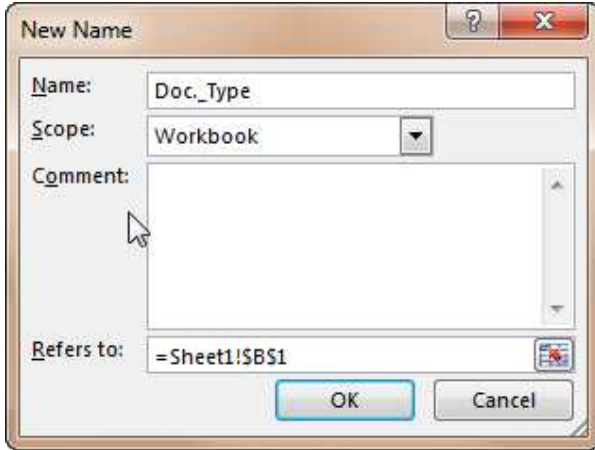 New Name
Name: Doc._Type
Scope: Workbook
Comment:
Refers to: =Sheet1!$B$1
OK Cancel